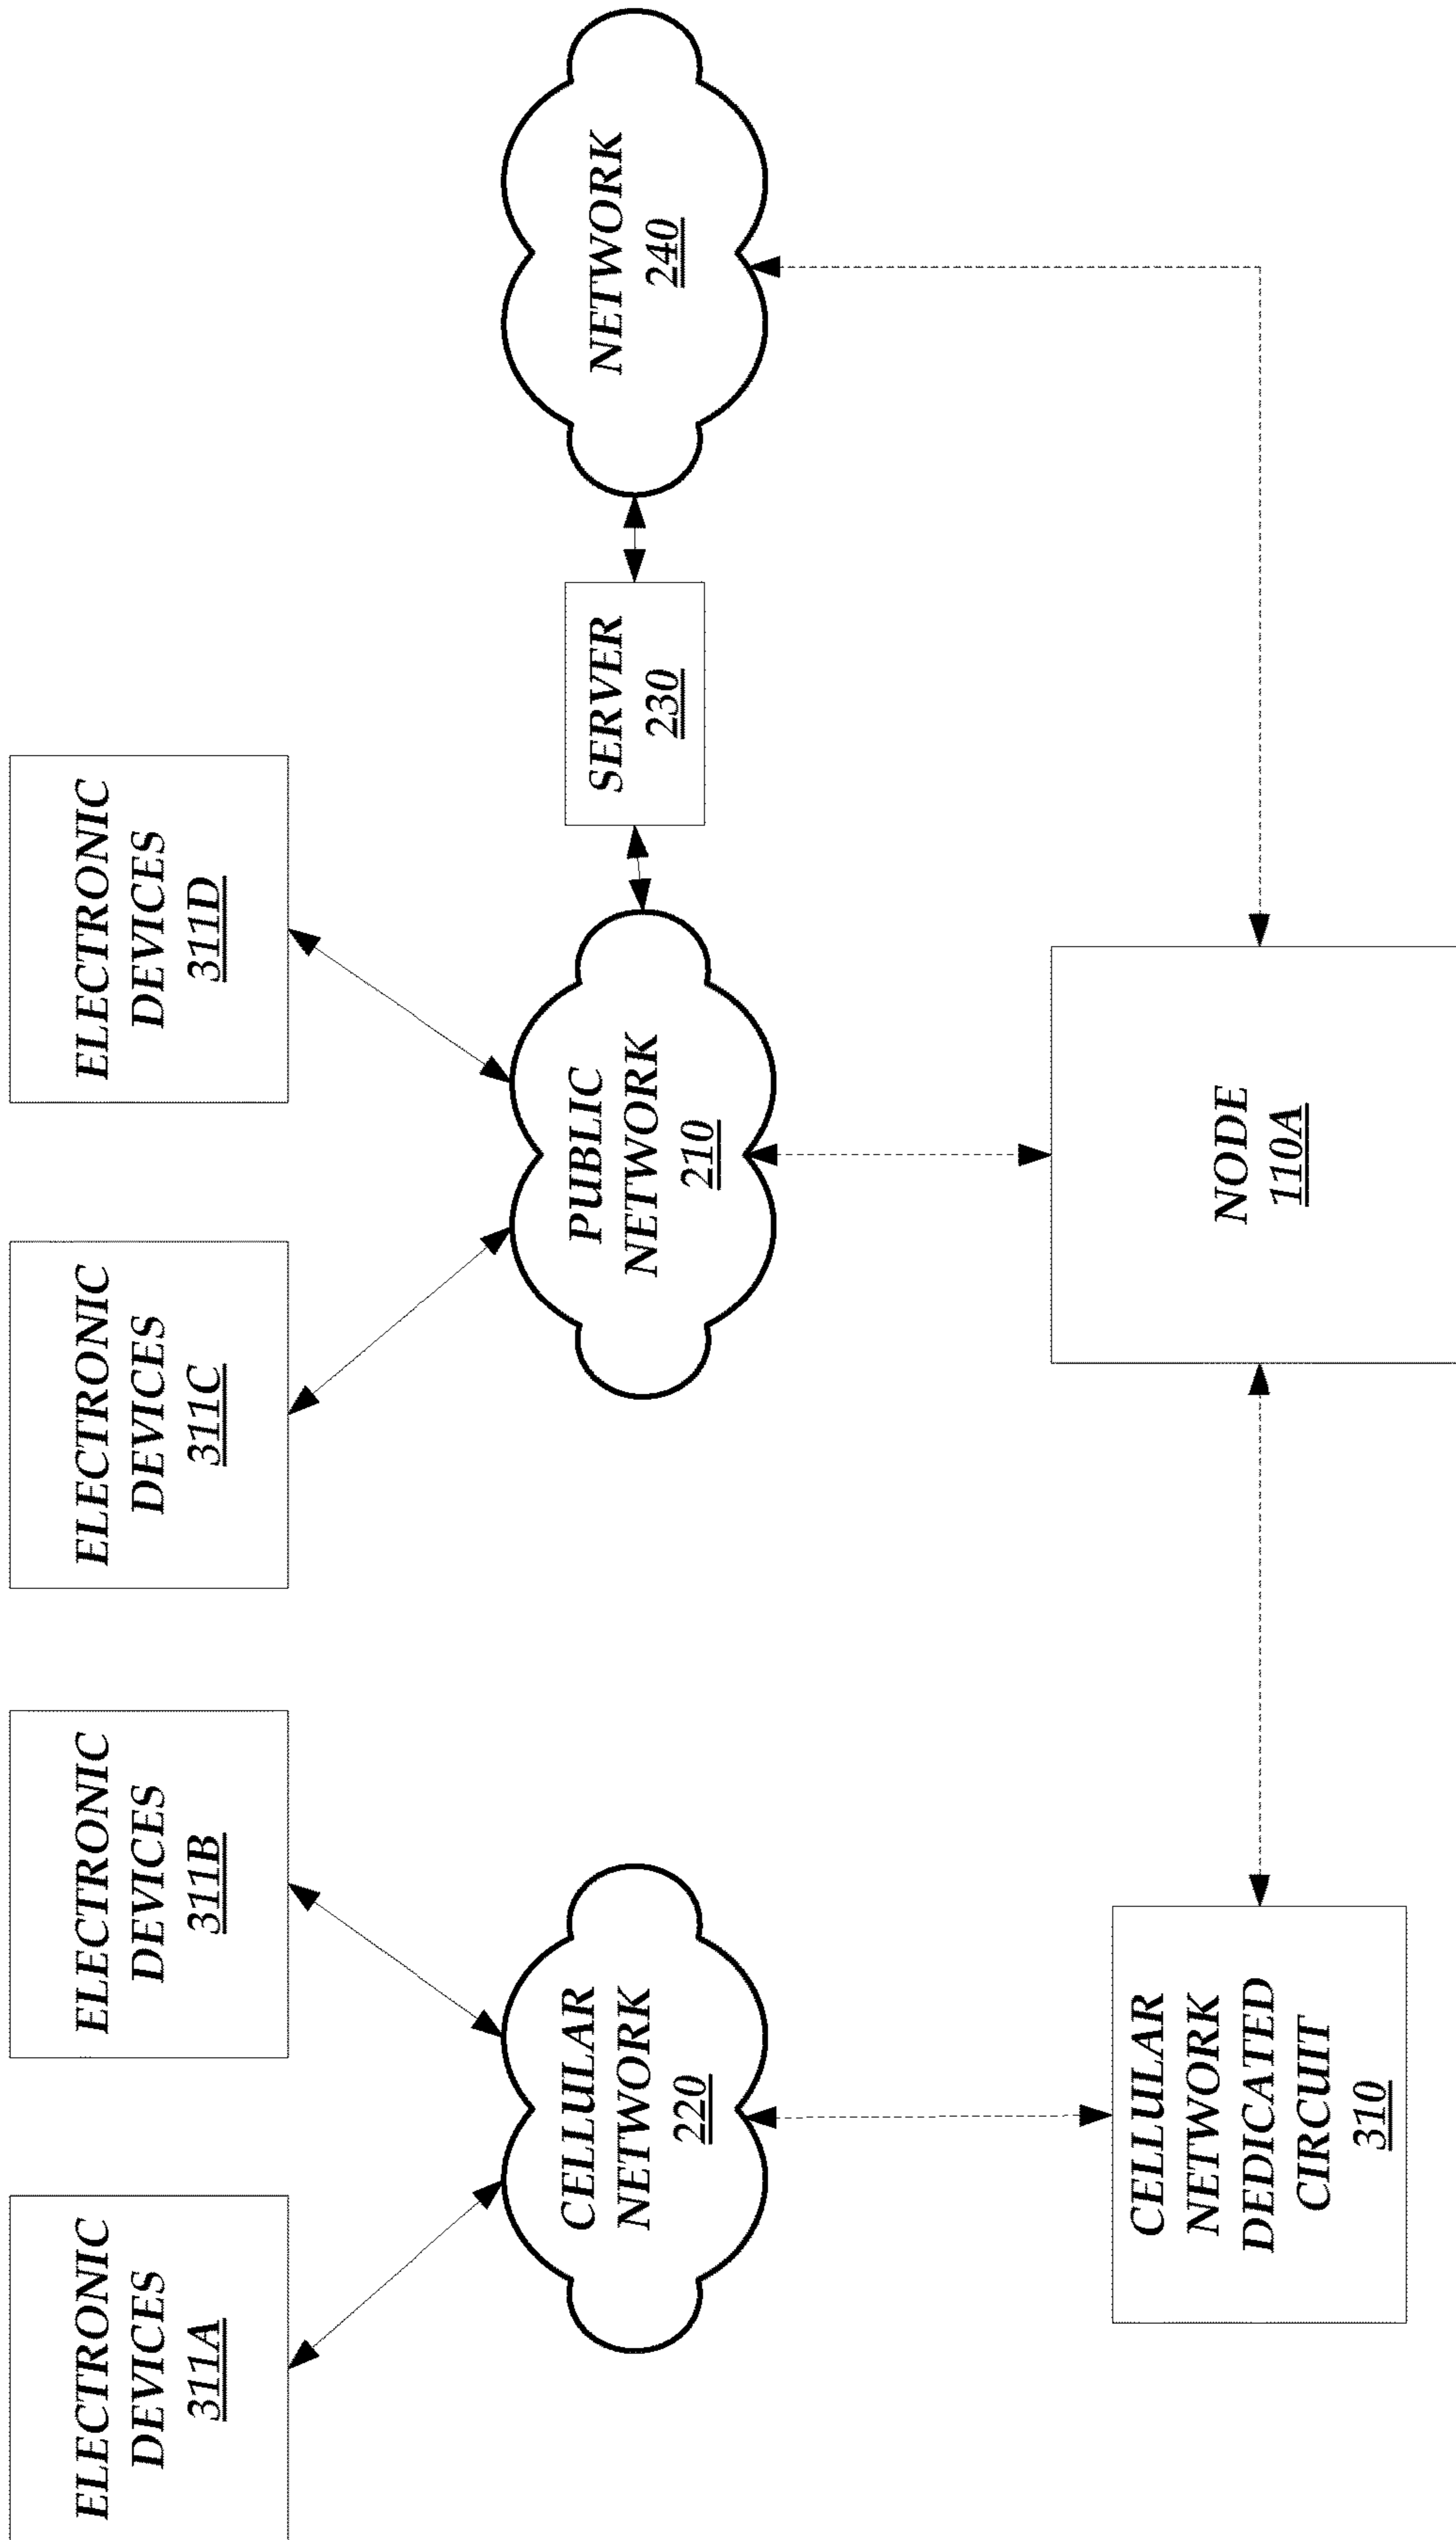 ELECTRONIC
DEVICES
311A
ELECTRONIC
DEVICES
311B
ELECTRONIC
DEVICES
311C
ELECTRONIC
DEVICES
311D
CELLULAR
NETWORK
220
PUBLIC
NETWORK
210
SERVER
230
NETWORK
240
CELLULAR
NETWORK
DEDICATED
CIRCUIT
310
NODE
110A